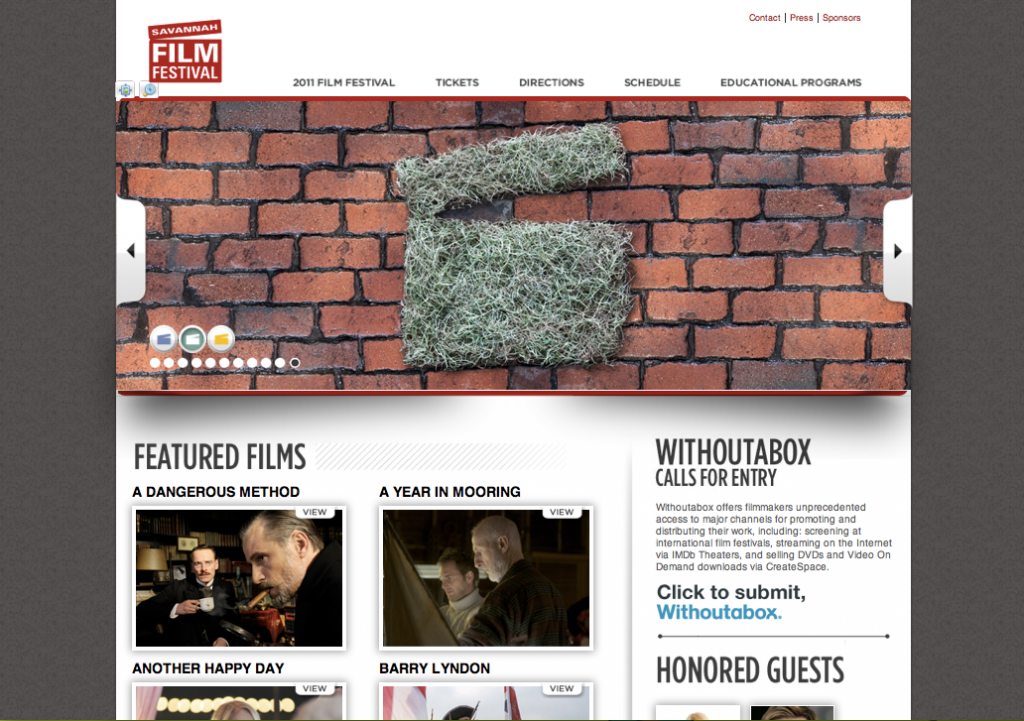 Contact | Press | Sponsors
SAVANNAH
FILM
FESTIVAL
2011 FILM FESTIVAL TICKETS DIRECTIONS SCHEDULE EDUCATIONAL PROGRAMS
FEATURED FILMS
A DANGEROUS METHOD
VIEW
A YEAR IN MOORING
VIEW
ANOTHER HAPPY DAY
VIEW
BARRY LYNDON
VIEW
WITHOUTABOX
CALLS FOR ENTRY
Withoutabox offers filmmakers unprecedented
access to major channels for promoting and
distributing their work, including: screening at
international film festivals, streaming on the Internet
via IMDb Theaters, and selling DVDs and Video On
Demand downloads via CreateSpace.
Click to submit,
Withoutabox.
HONORED GUESTS